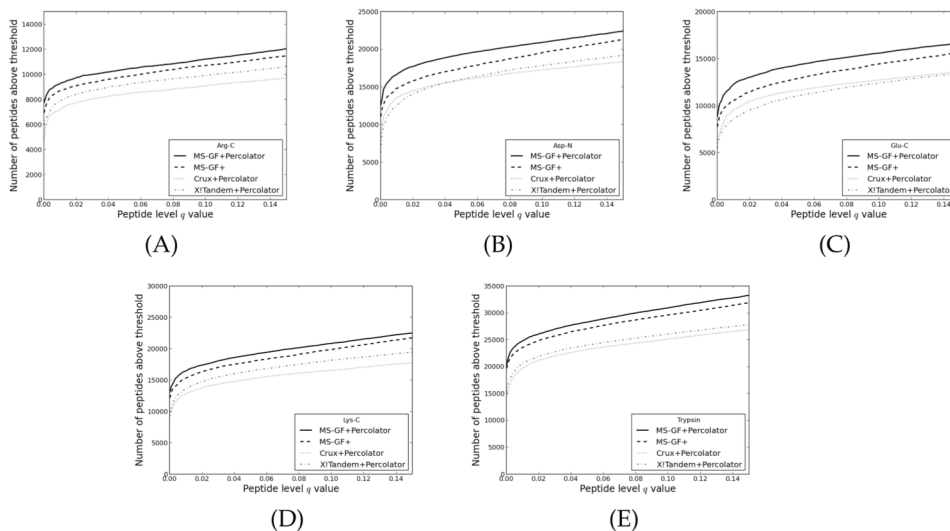 Number of peptides above threshold
14000
12000
10000
8000
6000
4000
2000
0
0.00 0.02 0.04 0.06 0.08 0.10 0.12 0.14
Peptide level q value
Arg-C
MS-GF+Percolator
MS-GF+
Crux+Percolator
X!Tandem+Percolator
(A)
Number of peptides above threshold
25000
20000
15000
10000
5000
0
0.00 0.02 0.04 0.06 0.08 0.10 0.12 0.14
Peptide level q value
Asp-N
MS-GF+Percolator
MS-GF+
Crux+Percolator
X!Tandem+Percolator
(B)
Number of peptides above threshold
20000
15000
10000
5000
0
0.00 0.02 0.04 0.06 0.08 0.10 0.12 0.14
Peptide level q value
Glu-C
MS-GF+Percolator
MS-GF+
Crux+Percolator
X!Tandem+Percolator
(C)
Number of peptides above threshold
30000
25000
20000
15000
10000
5000
0
0.00 0.02 0.04 0.06 0.08 0.10 0.12 0.14
Peptide level q value
Lys-C
MS-GF+Percolator
MS-GF+
Crux+Percolator
X!Tandem+Percolator
(D)
Number of peptides above threshold
35000
30000
25000
20000
15000
10000
5000
0
0.00 0.02 0.04 0.06 0.08 0.10 0.12 0.14
Peptide level q value
Trypsin
MS-GF+Percolator
MS-GF+
Crux+Percolator
X!Tandem+Percolator
(E)